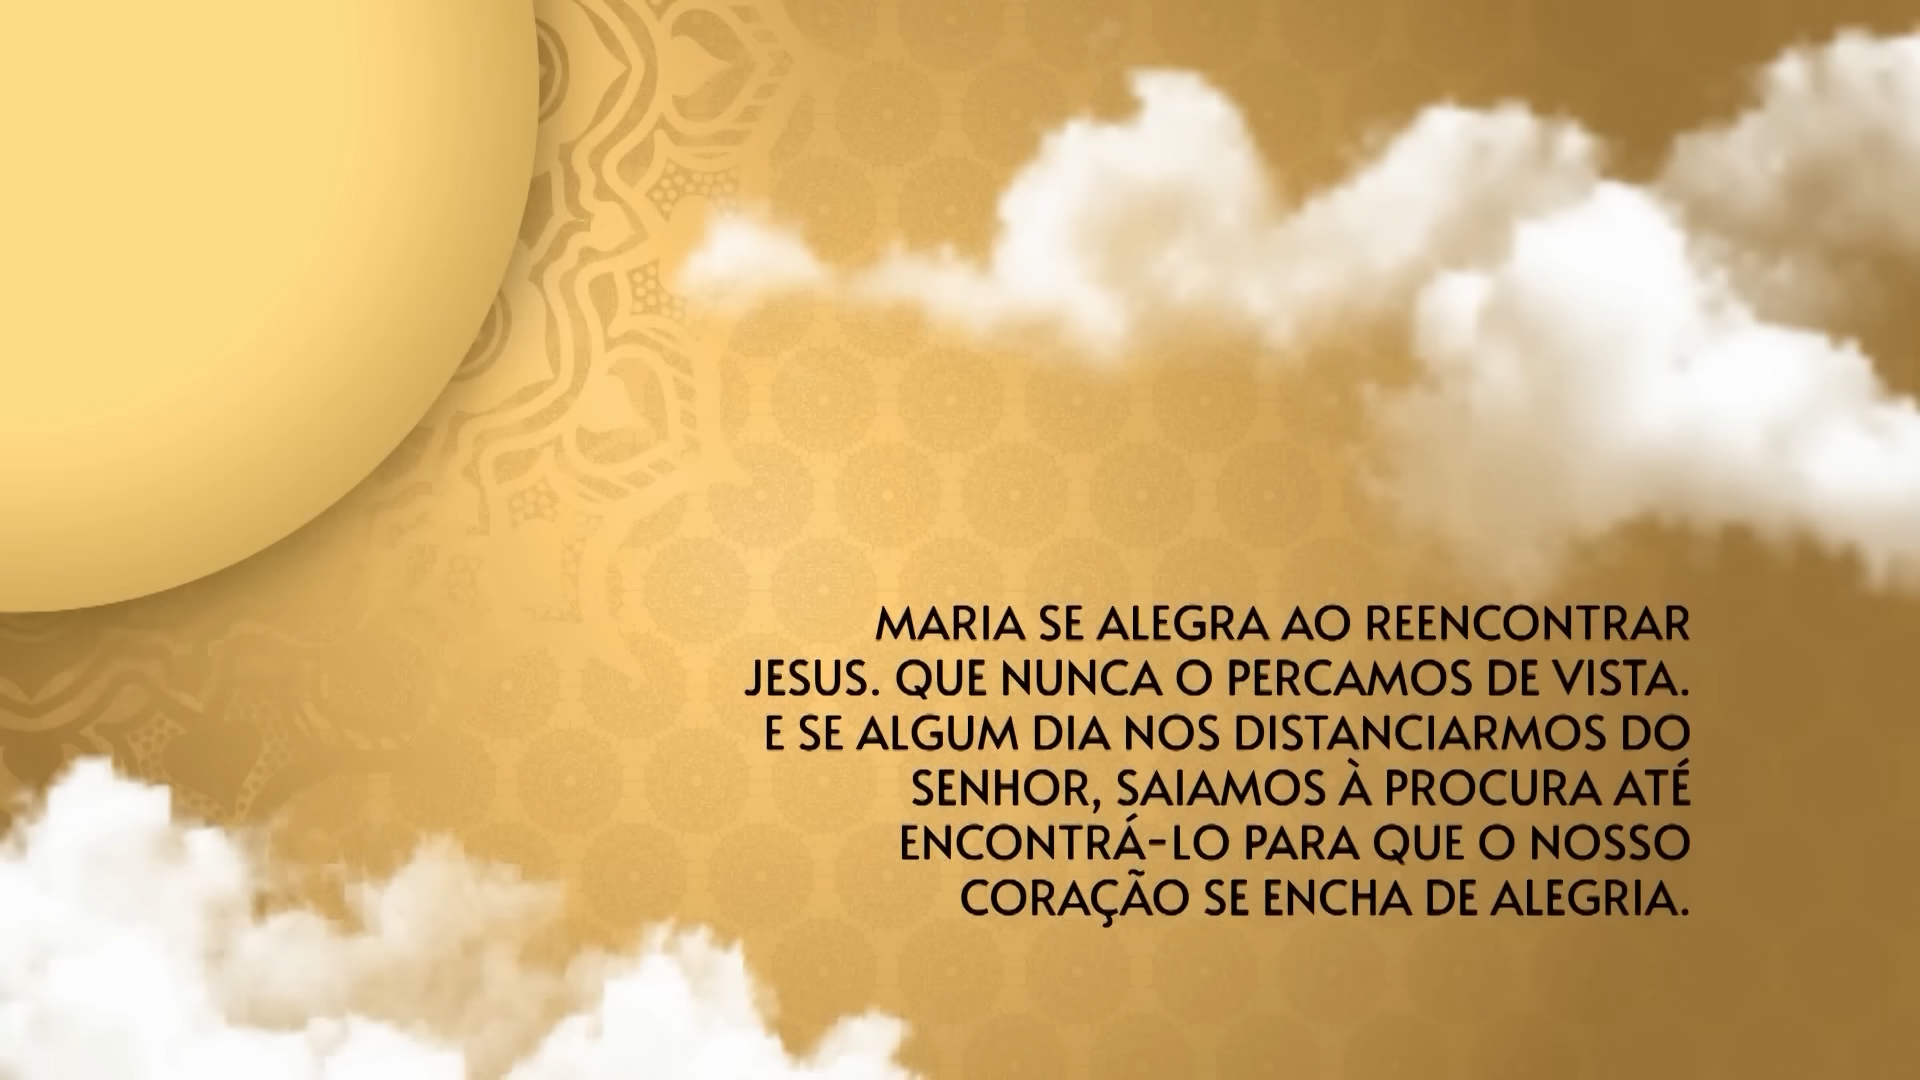 MARIA SE ALEGRA AO REENCONTRAR
JESUS. QUE NUNCA O PERCAMOS DE VISTA.
E SE ALGUM DIA NOS DISTANCIARMOS DO
SENHOR, SAIAMOS À PROCURA ATÉ
ENCONTRÁ-LO PARA QUE O NOSSO
CORAÇÃO SE ENCHA DE ALEGRIA.